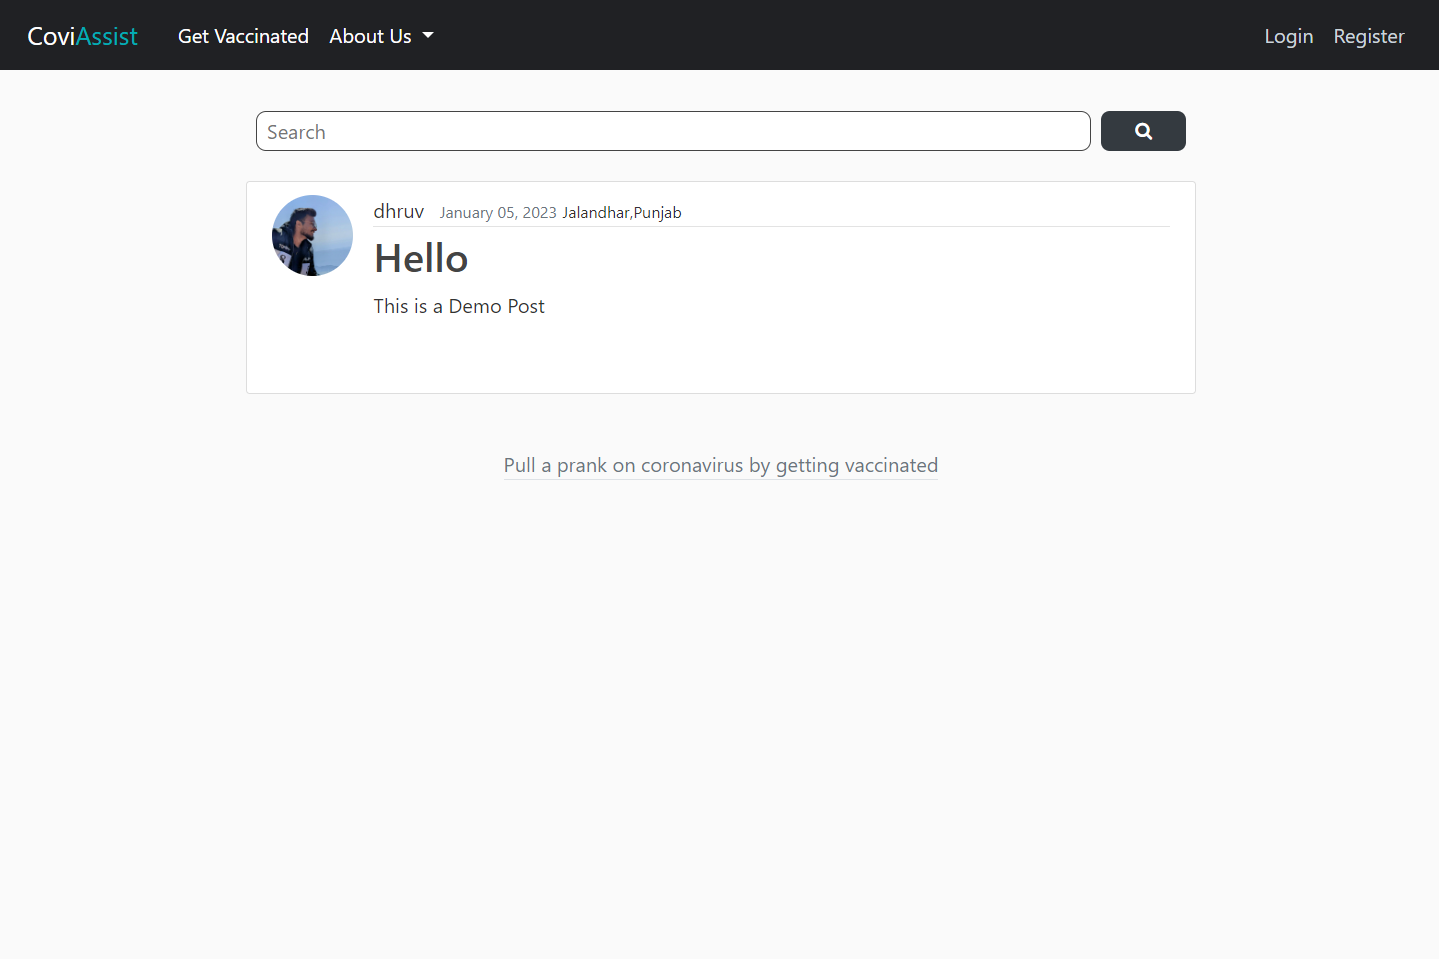 CoviAssist Get Vaccinated About Us Login Register
Search
dhruv January 05, 2023 Jalandhar,Punjab
Hello
This is a Demo Post
Pull a prank on coronavirus by getting vaccinated